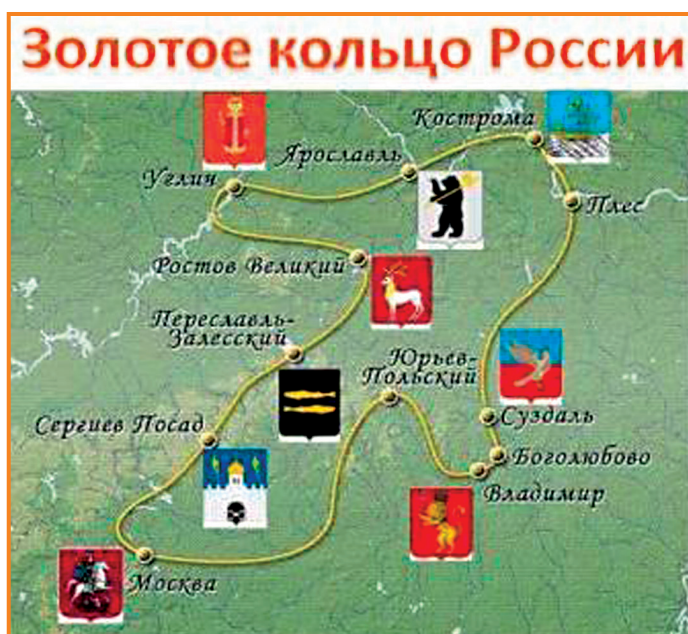 Золотое кольцо России
Кострома
Ярославль
Углич
Плес
Ростов Великий
Переславль-
Залесский
Юрьев-
Польский
Сергиев Посад
Суздаль
Боголюбово
Владимир
Москва